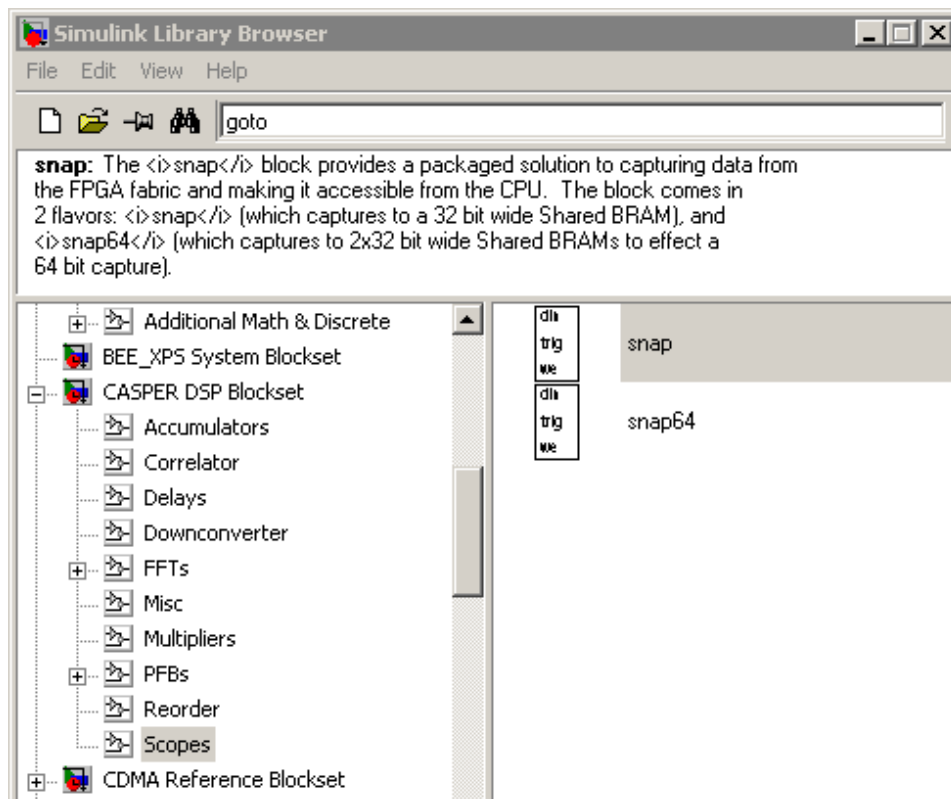 Simulink Library Browser
File Edit View Help
goto
snap: The <i>snap</i> block provides a packaged solution to capturing data from
the FPGA fabric and making it accessible from the CPU. The block comes in
2 flavors: <i>snap</i> (which captures to a 32 bit wide Shared BRAM), and
<i>snap64</i> (which captures to 2x32 bit wide Shared BRAMs to effect a
64 bit capture).
Additional Math & Discrete
BEE_XPS System Blockset
CASPER DSP Blockset
Accumulators
Correlator
Delays
Downconverter
FFTs
Misc
Multipliers
PFBs
Reorder
Scopes
CDMA Reference Blockset
din
trig
we
snap
din
trig
we
snap64